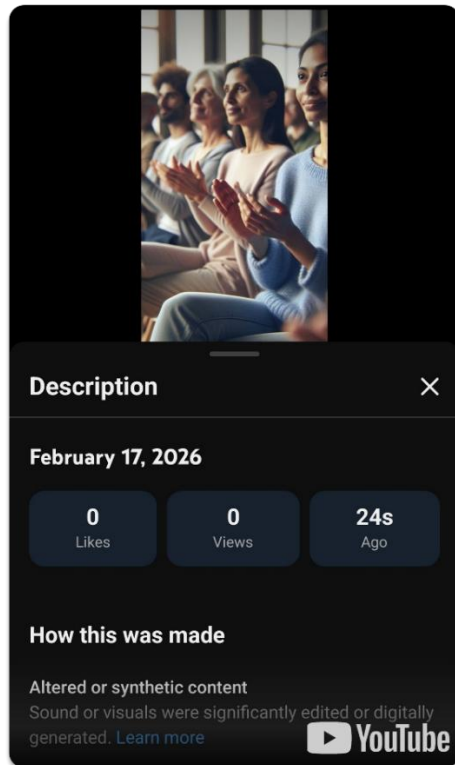 Description
February 17, 2026
0
Likes
0
Views
24s
Ago
How this was made
Altered or synthetic content
Sound or visuals were significantly edited or digitally
generated. Learn more
YouTube